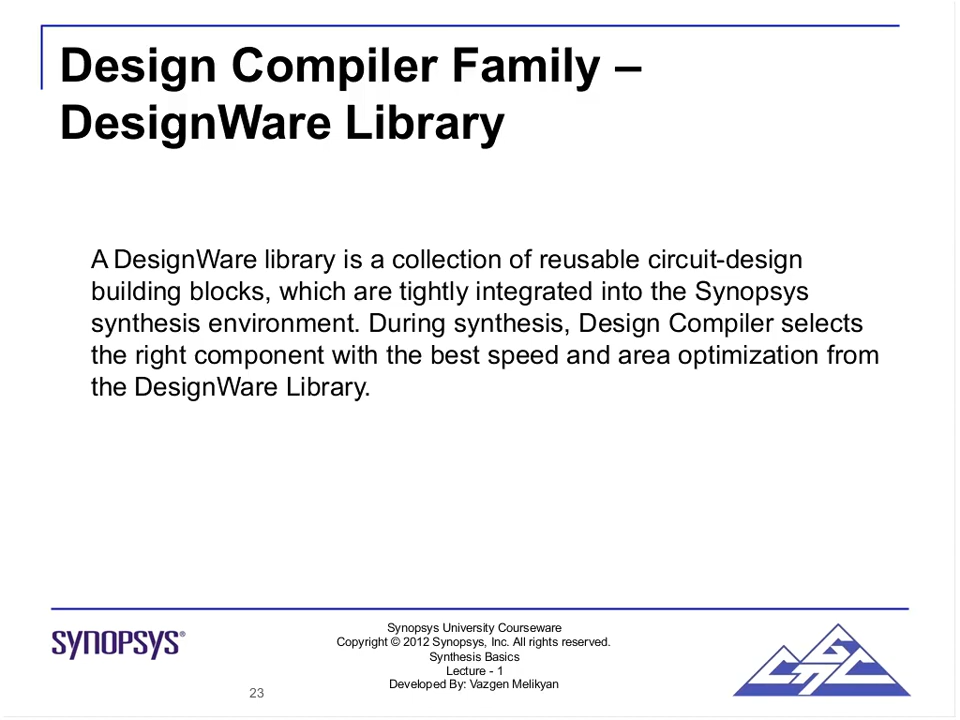 Design Compiler Family –
DesignWare Library
A DesignWare library is a collection of reusable circuit-design
building blocks, which are tightly integrated into the Synopsys
synthesis environment. During synthesis, Design Compiler selects
the right component with the best speed and area optimization from
the DesignWare Library.
SYNOPSYS®
Synopsys University Courseware
Copyright © 2012 Synopsys, Inc. All rights reserved.
Synthesis Basics
Lecture - 1
Developed By: Vazgen Melikyan
23